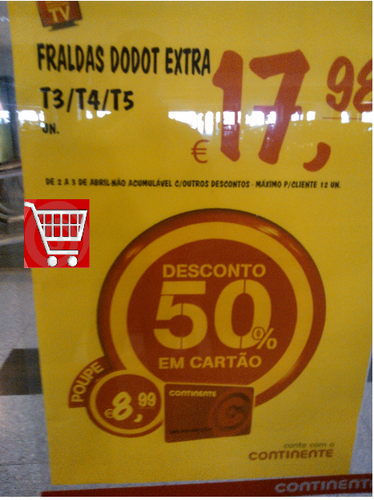 TV
FRALDAS DODOT EXTRA
T3/T4/T5
UN.
€17,98
DE 2 A 3 DE ABRIL-NÃO ACUMULÁVEL C/OUTROS DESCONTOS - MÁXIMO P/CLIENTE 12 UN.
DESCONTO
50%
EM CARTÃO
POUPE
€8,99
CONTINENTE
conte com o
CONTINENTE
CONTINENTE